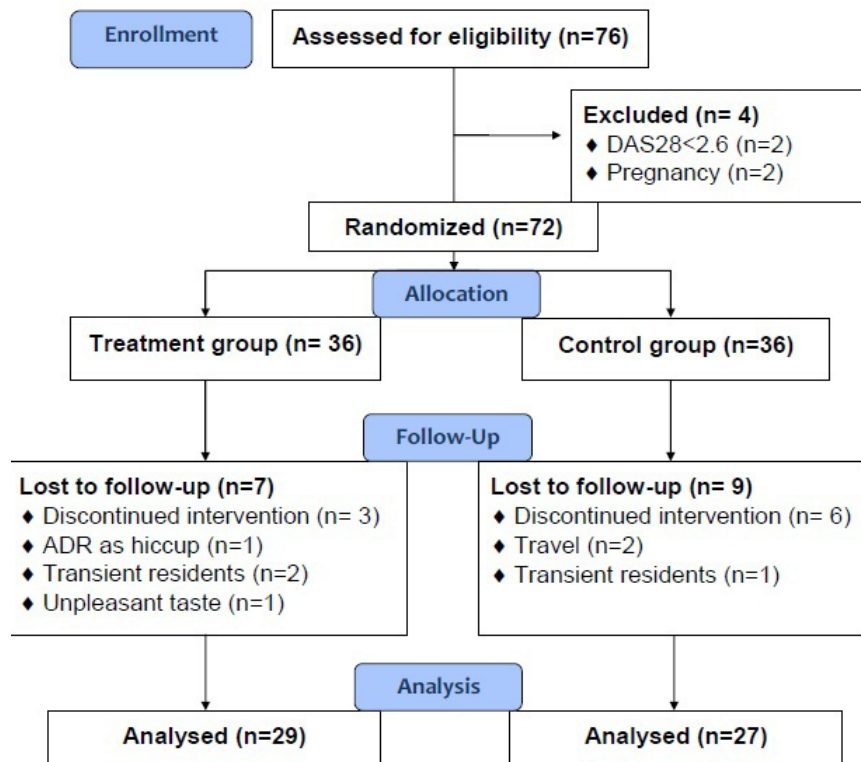 Enrollment
Assessed for eligibility (n=76)
Excluded (n= 4)
♦ DAS28<2.6 (n=2)
♦ Pregnancy (n=2)
Randomized (n=72)
Allocation
Treatment group (n= 36)
Control group (n=36)
Follow-Up
Lost to follow-up (n=7)
♦ Discontinued intervention (n= 3)
♦ ADR as hiccup (n=1)
♦ Transient residents (n=2)
♦ Unpleasant taste (n=1)
Lost to follow-up (n= 9)
♦ Discontinued intervention (n= 6)
♦ Travel (n=2)
♦ Transient residents (n=1)
Analysis
Analysed (n=29)
Analysed (n=27)